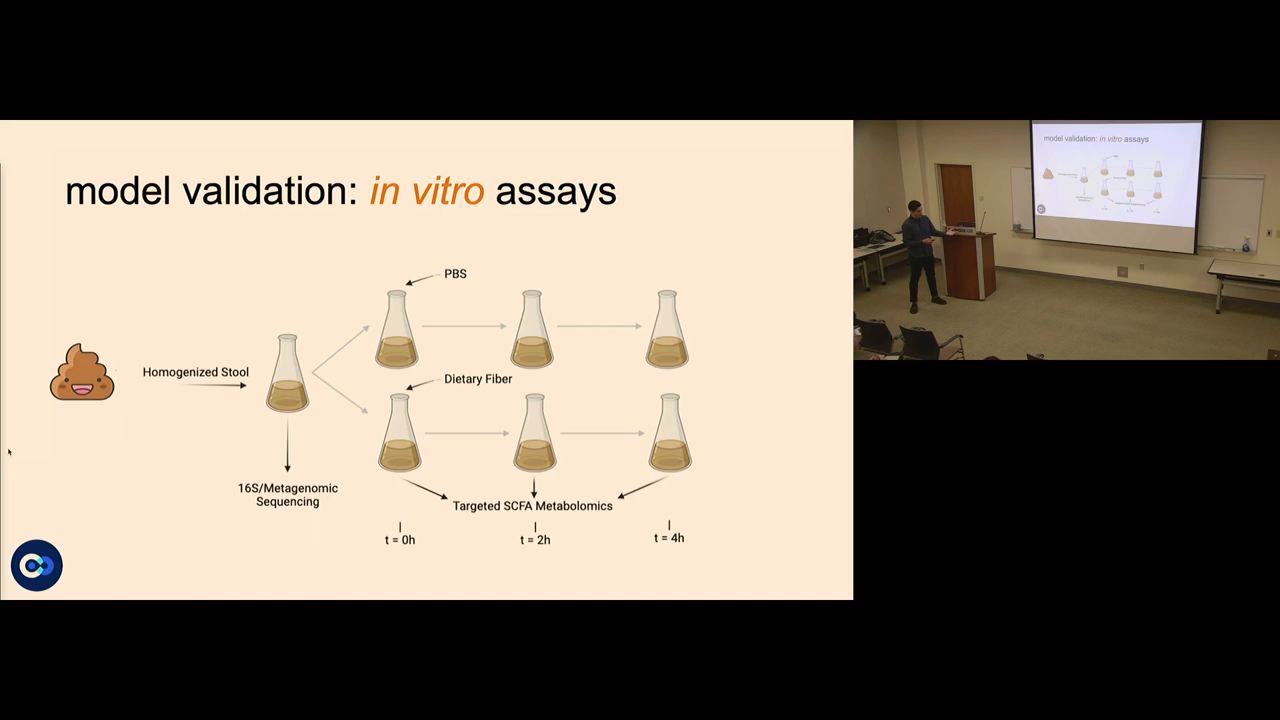 model validation: in vitro assays
PBS
Homogenized Stool
Dietary Fiber
16S/Metagenomic
Sequencing
Targeted SCFA Metabolomics
t = 0h
t = 2h
t = 4h
model validation: in vitro assays